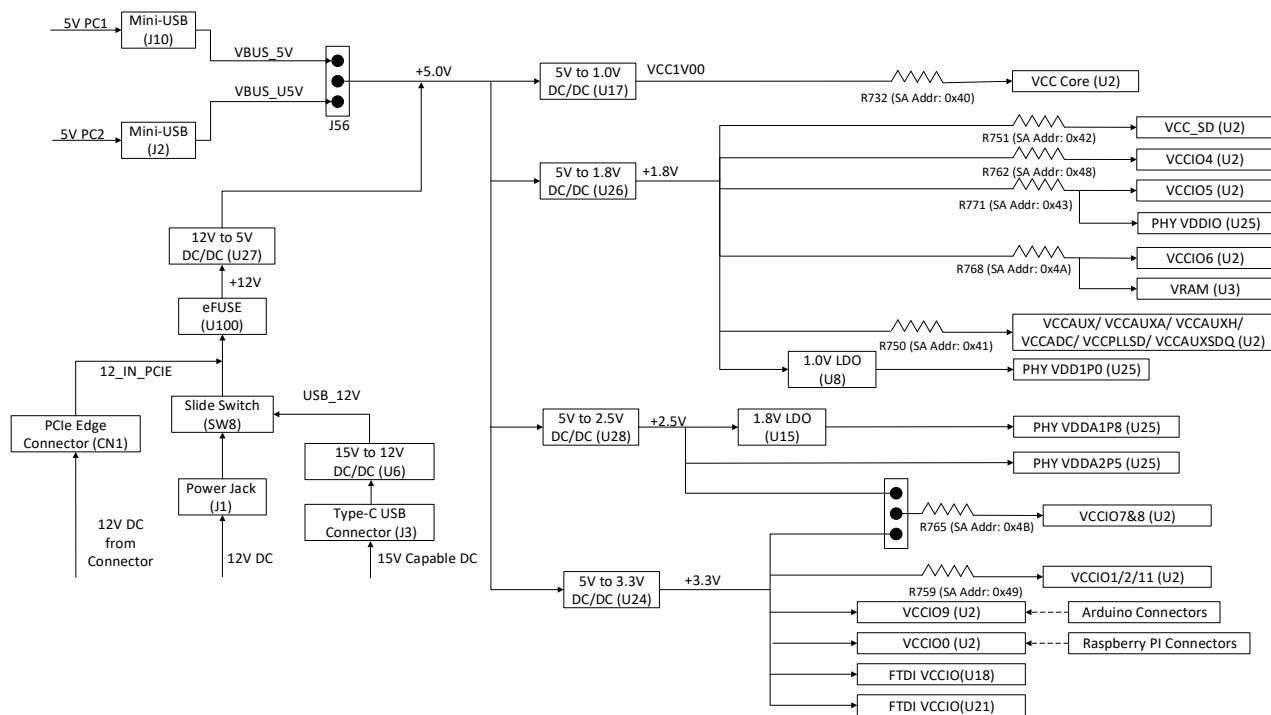 5V PC1
Mini-USB
(J10)
VBUS_5V
5V PC2
Mini-USB
(J2)
VBUS_U5V
J56
+5.0V
12V to 5V
DC/DC (U27)
+12V
eFUSE
(U100)
12_IN_PCIE
PCIe Edge
Connector (CN1)
12V DC
from
Connector
Slide Switch
(SW8)
USB_12V
Power Jack
(J1)
12V DC
15V to 12V
DC/DC (U6)
Type-C USB
Connector (J3)
15V Capable DC
5V to 1.0V
DC/DC (U17)
VCC1V00
R732 (SA Addr: 0x40)
VCC Core (U2)
5V to 1.8V
DC/DC (U26)
+1.8V
R751 (SA Addr: 0x42)
VCC_SD (U2)
R762 (SA Addr: 0x48)
VCCIO4 (U2)
R771 (SA Addr: 0x43)
VCCIO5 (U2)
PHY VDDIO (U25)
R768 (SA Addr: 0x4A)
VCCIO6 (U2)
VRAM (U3)
R750 (SA Addr: 0x41)
VCCAUX/ VCCAUXA/ VCCAUXH/
VCCADC/ VCCPLLSD/ VCCAUXSDQ (U2)
1.0V LDO
(U8)
PHY VDD1P0 (U25)
5V to 2.5V
DC/DC (U28)
+2.5V
1.8V LDO
(U15)
PHY VDDA1P8 (U25)
PHY VDDA2P5 (U25)
R765 (SA Addr: 0x4B)
VCCIO7&8 (U2)
5V to 3.3V
DC/DC (U24)
+3.3V
R759 (SA Addr: 0x49)
VCCIO1/2/11 (U2)
VCCIO9 (U2)
Arduino Connectors
VCCIO0 (U2)
Raspberry PI Connectors
FTDI VCCIO(U18)
FTDI VCCIO(U21)